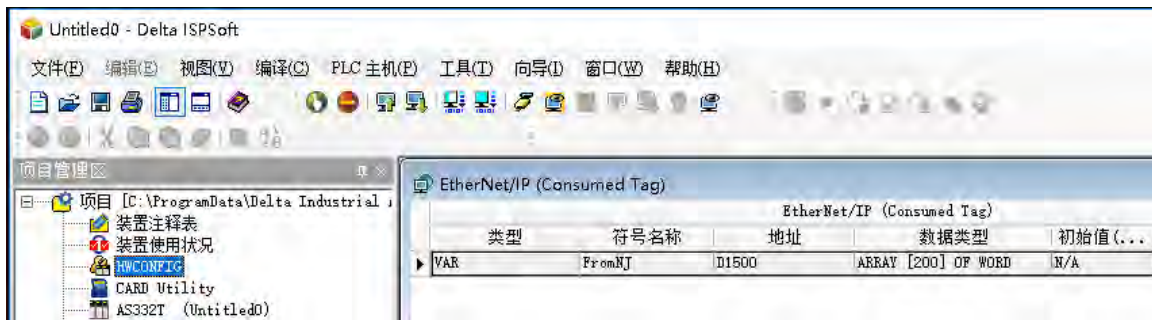 Untitled0 - Delta ISPSoft
文件(F) 编辑(E) 视图(V) 编译(C) PLC 主机(P) 工具(T) 向导(I) 窗口(W) 帮助(H)
项目管理区
项目 [C:\ProgramData\Delta Industrial
装置注释表
装置使用状况
HWCONFIG
CARD Utility
AS332T (Untitled0)
EtherNet/IP (Consumed Tag)
EtherNet/IP (Consumed Tag)
类型 符号名称 地址 数据类型 初始值(...
VAR FromNJ D1500 ARRAY [200] OF WORD N/A